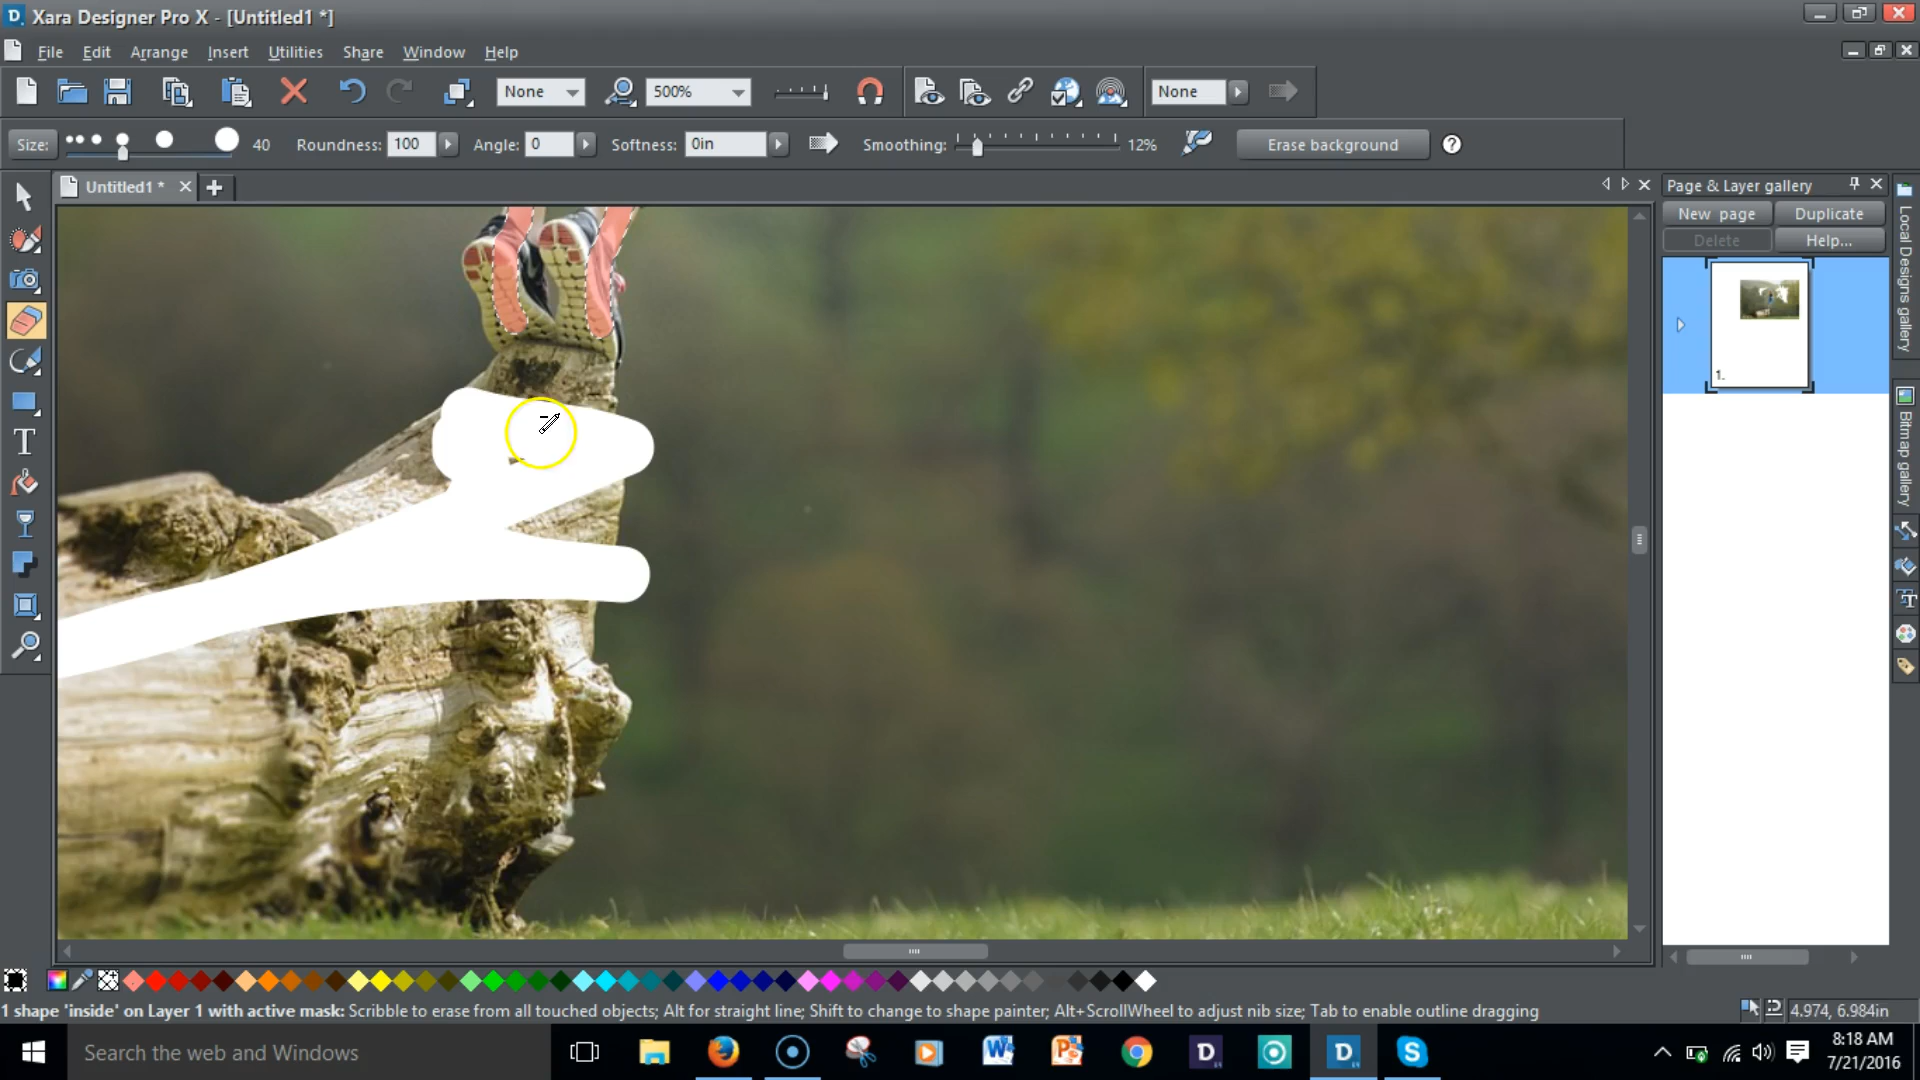 Xara Designer Pro X - [Untitled1 *]
File Edit Arrange Insert Utilities Share Window Help
None 500% None
Size: 40 Roundness: 100 Angle: 0 Softness: 0in Smoothing: 12% Erase background
Untitled1 *
Page & Layer gallery
New page Duplicate
Delete Help...
1.
Local Designs gallery
Bitmap gallery
1 shape 'inside' on Layer 1 with active mask: Scribble to erase from all touched objects; Alt for straight line; Shift to change to shape painter; Alt+ScrollWheel to adjust nib size; Tab to enable outline dragging
4.974, 6.984in
Search the web and Windows
8:18 AM
7/21/2016